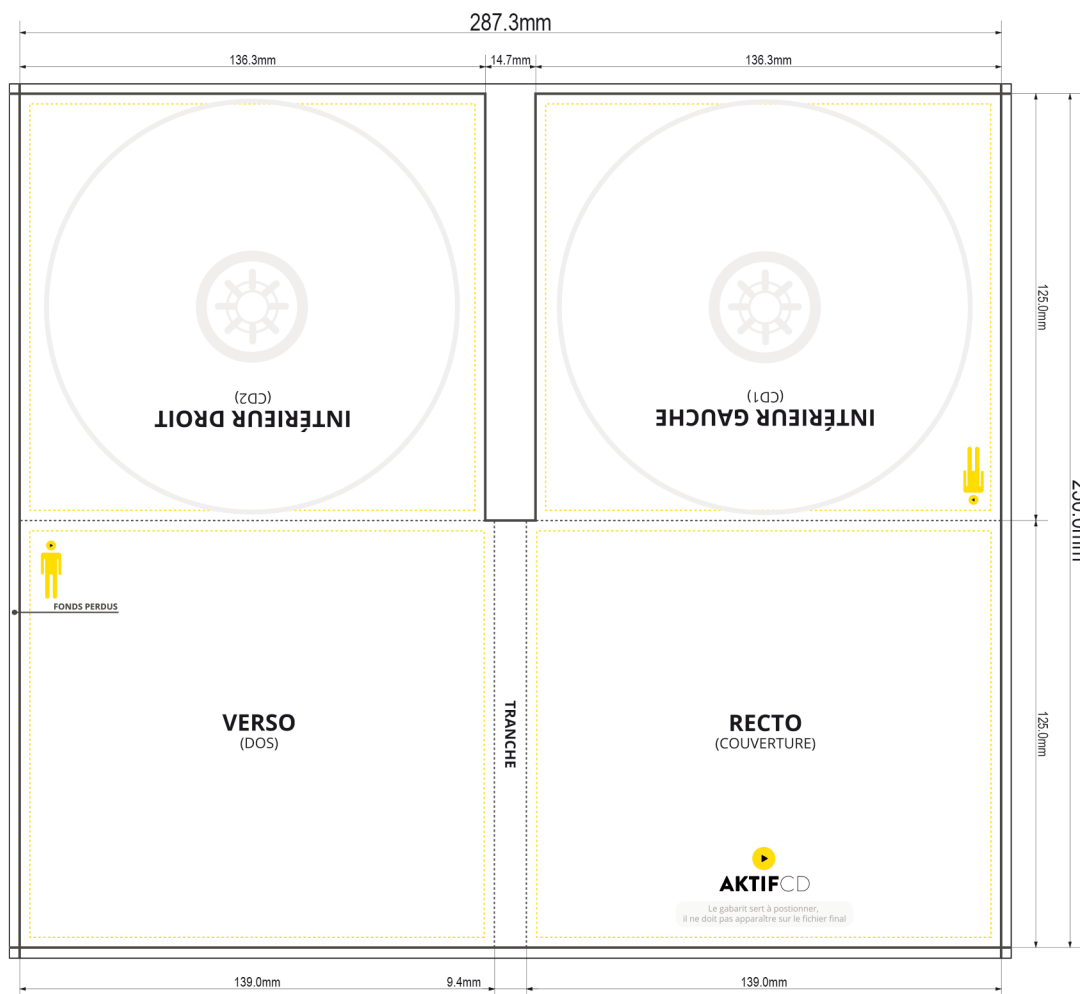 287.3mm
136.3mm
14.7mm
136.3mm
(CD2)
INTÉRIEUR DROIT
(CD1)
INTÉRIEUR GAUCHE
125.0mm
FONDS PERDUS
VERSO
(DOS)
TRANCHE
RECTO
(COUVERTURE)
125.0mm
AKTIFCD
Le gabarit sert à postionner,
il ne doit pas apparaître sur le fichier final
139.0mm
9.4mm
139.0mm